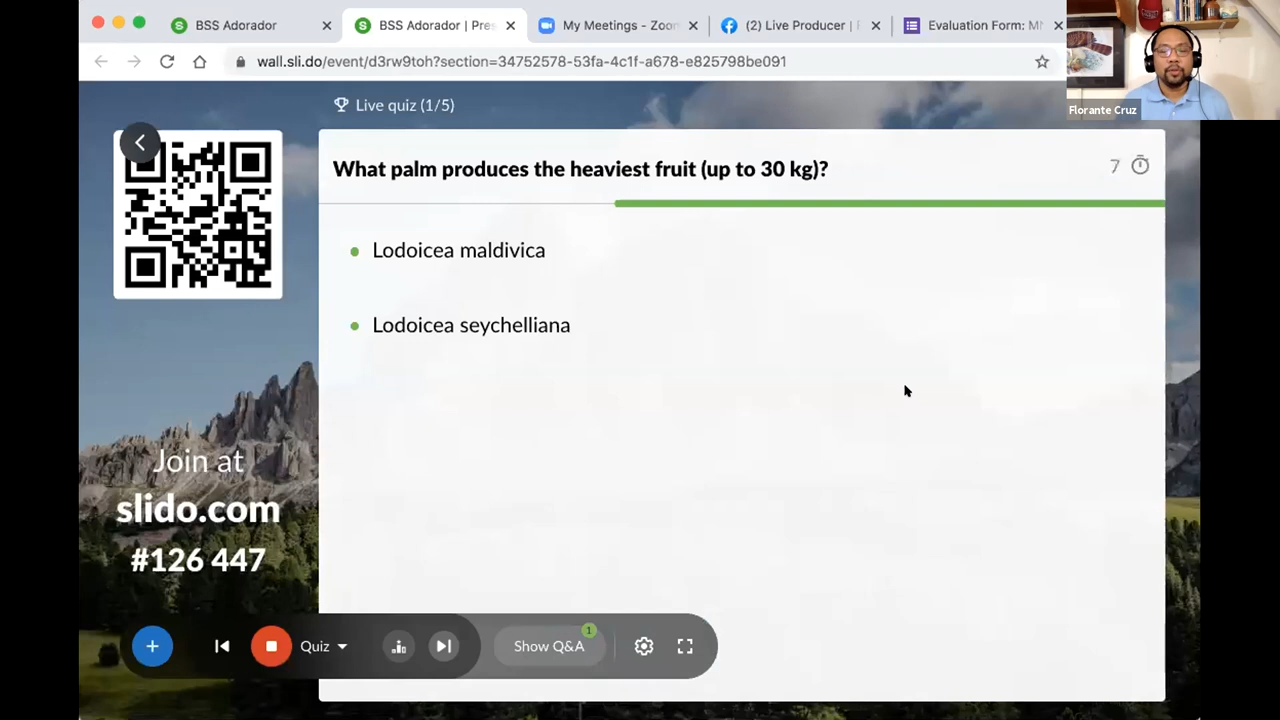 BSS Adorador
BSS Adorador | Pres
My Meetings - Zoom
(2) Live Producer |
Evaluation Form: M
wall.sli.do/event/d3rw9toh?section=34752578-53fa-4c1f-a678-e825798be091
Florante Cruz
Live quiz (1/5)
What palm produces the heaviest fruit (up to 30 kg)?
7
Lodoicea maldivica
Lodoicea seychelliana
Join at
slido.com
#126 447
Quiz
Show Q&A
1